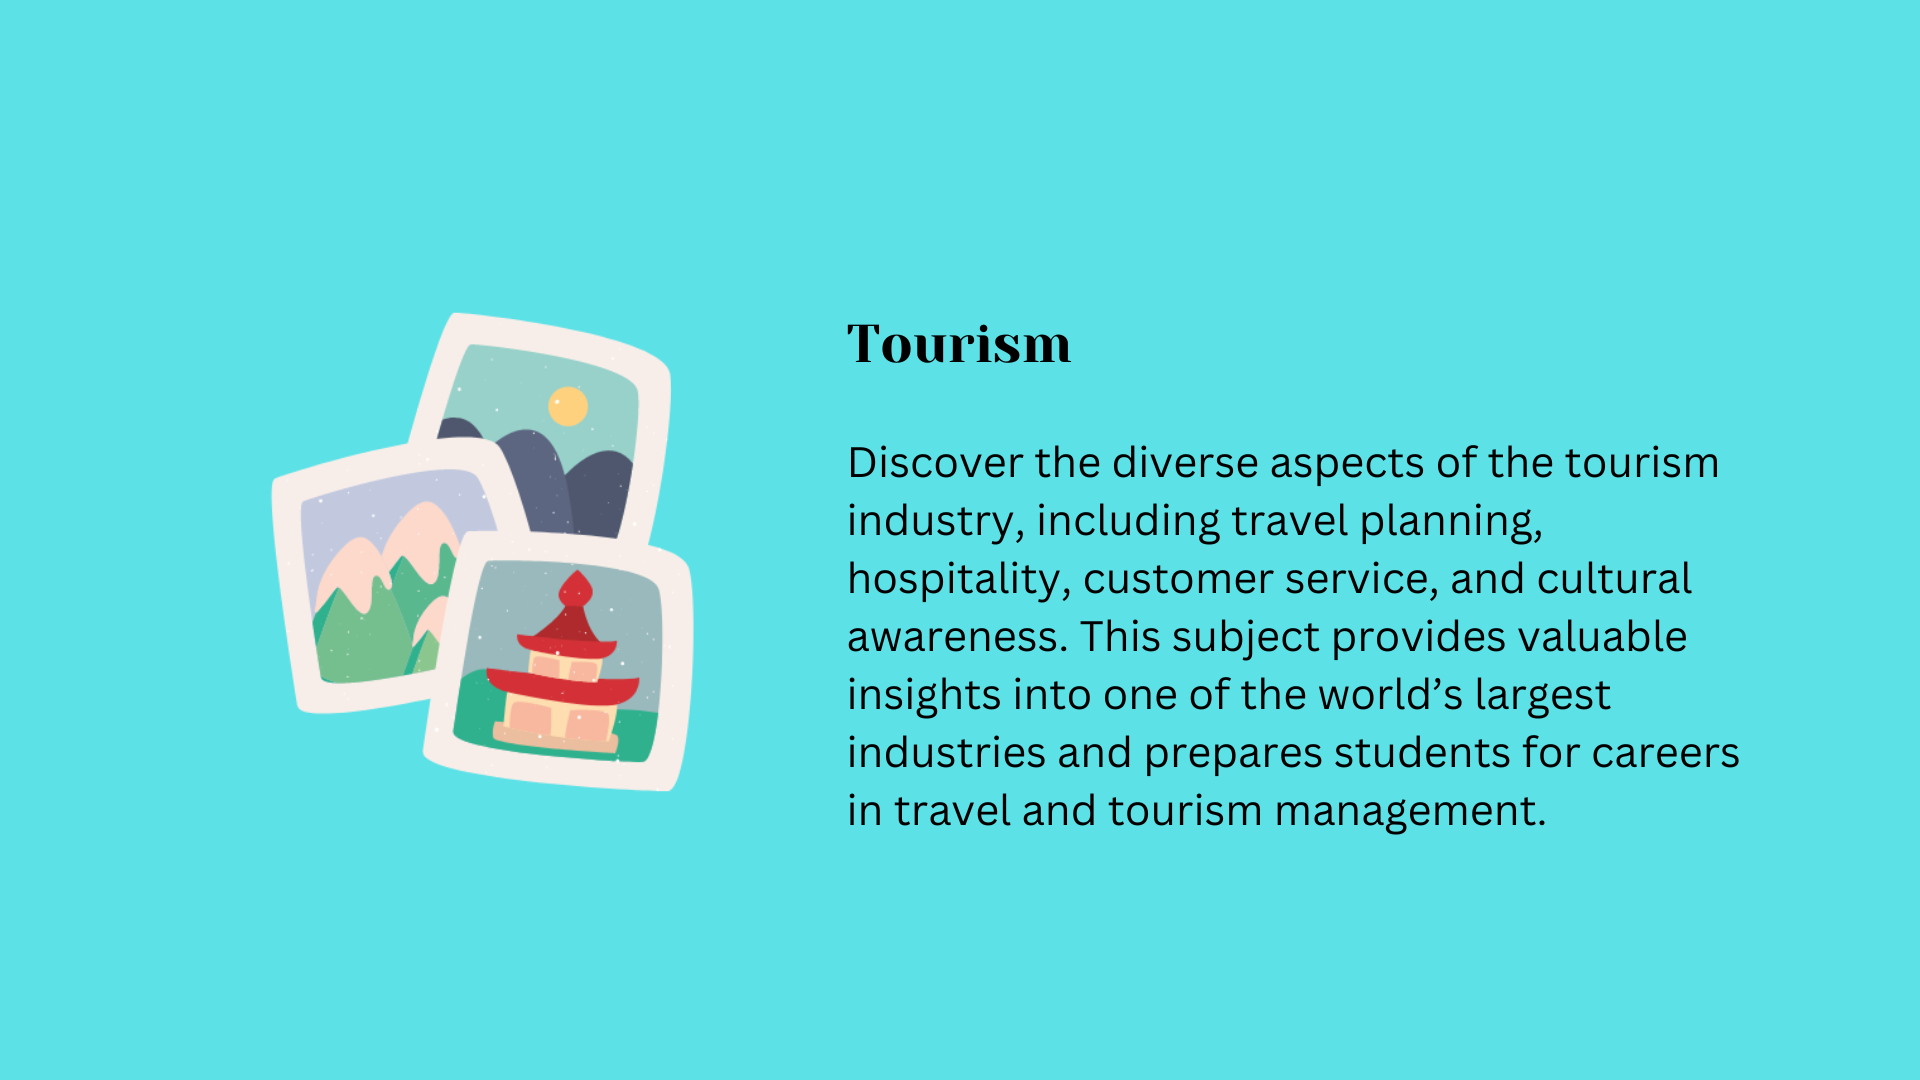 Tourism
Discover the diverse aspects of the tourism
industry, including travel planning,
hospitality, customer service, and cultural
awareness. This subject provides valuable
insights into one of the world’s largest
industries and prepares students for careers
in travel and tourism management.